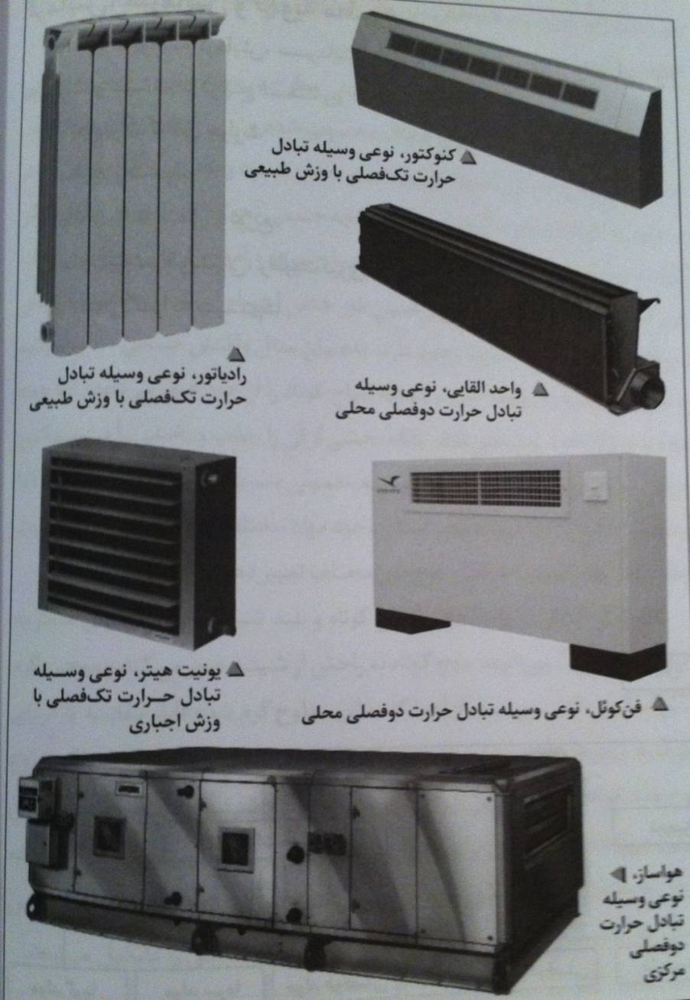 کنوکتور، نوعی وسیله تبادل
حرارت تک‌فصلی با وزش طبیعی
رادیاتور، نوعی وسیله تبادل
حرارت تک‌فصلی با وزش طبیعی
واحد القایی، نوعی وسیله
تبادل حرارت دوفصلی محلی
یونیت هیتر، نوعی وسـیله
تبادل حـرارت تک‌فصلی با
وزش اجباری
فن‌کوئل، نوعی وسیله تبادل حرارت دوفصلی محلی
هواساز،
نوعی وسیله
تبادل حرارت
دوفصلی
مرکزی